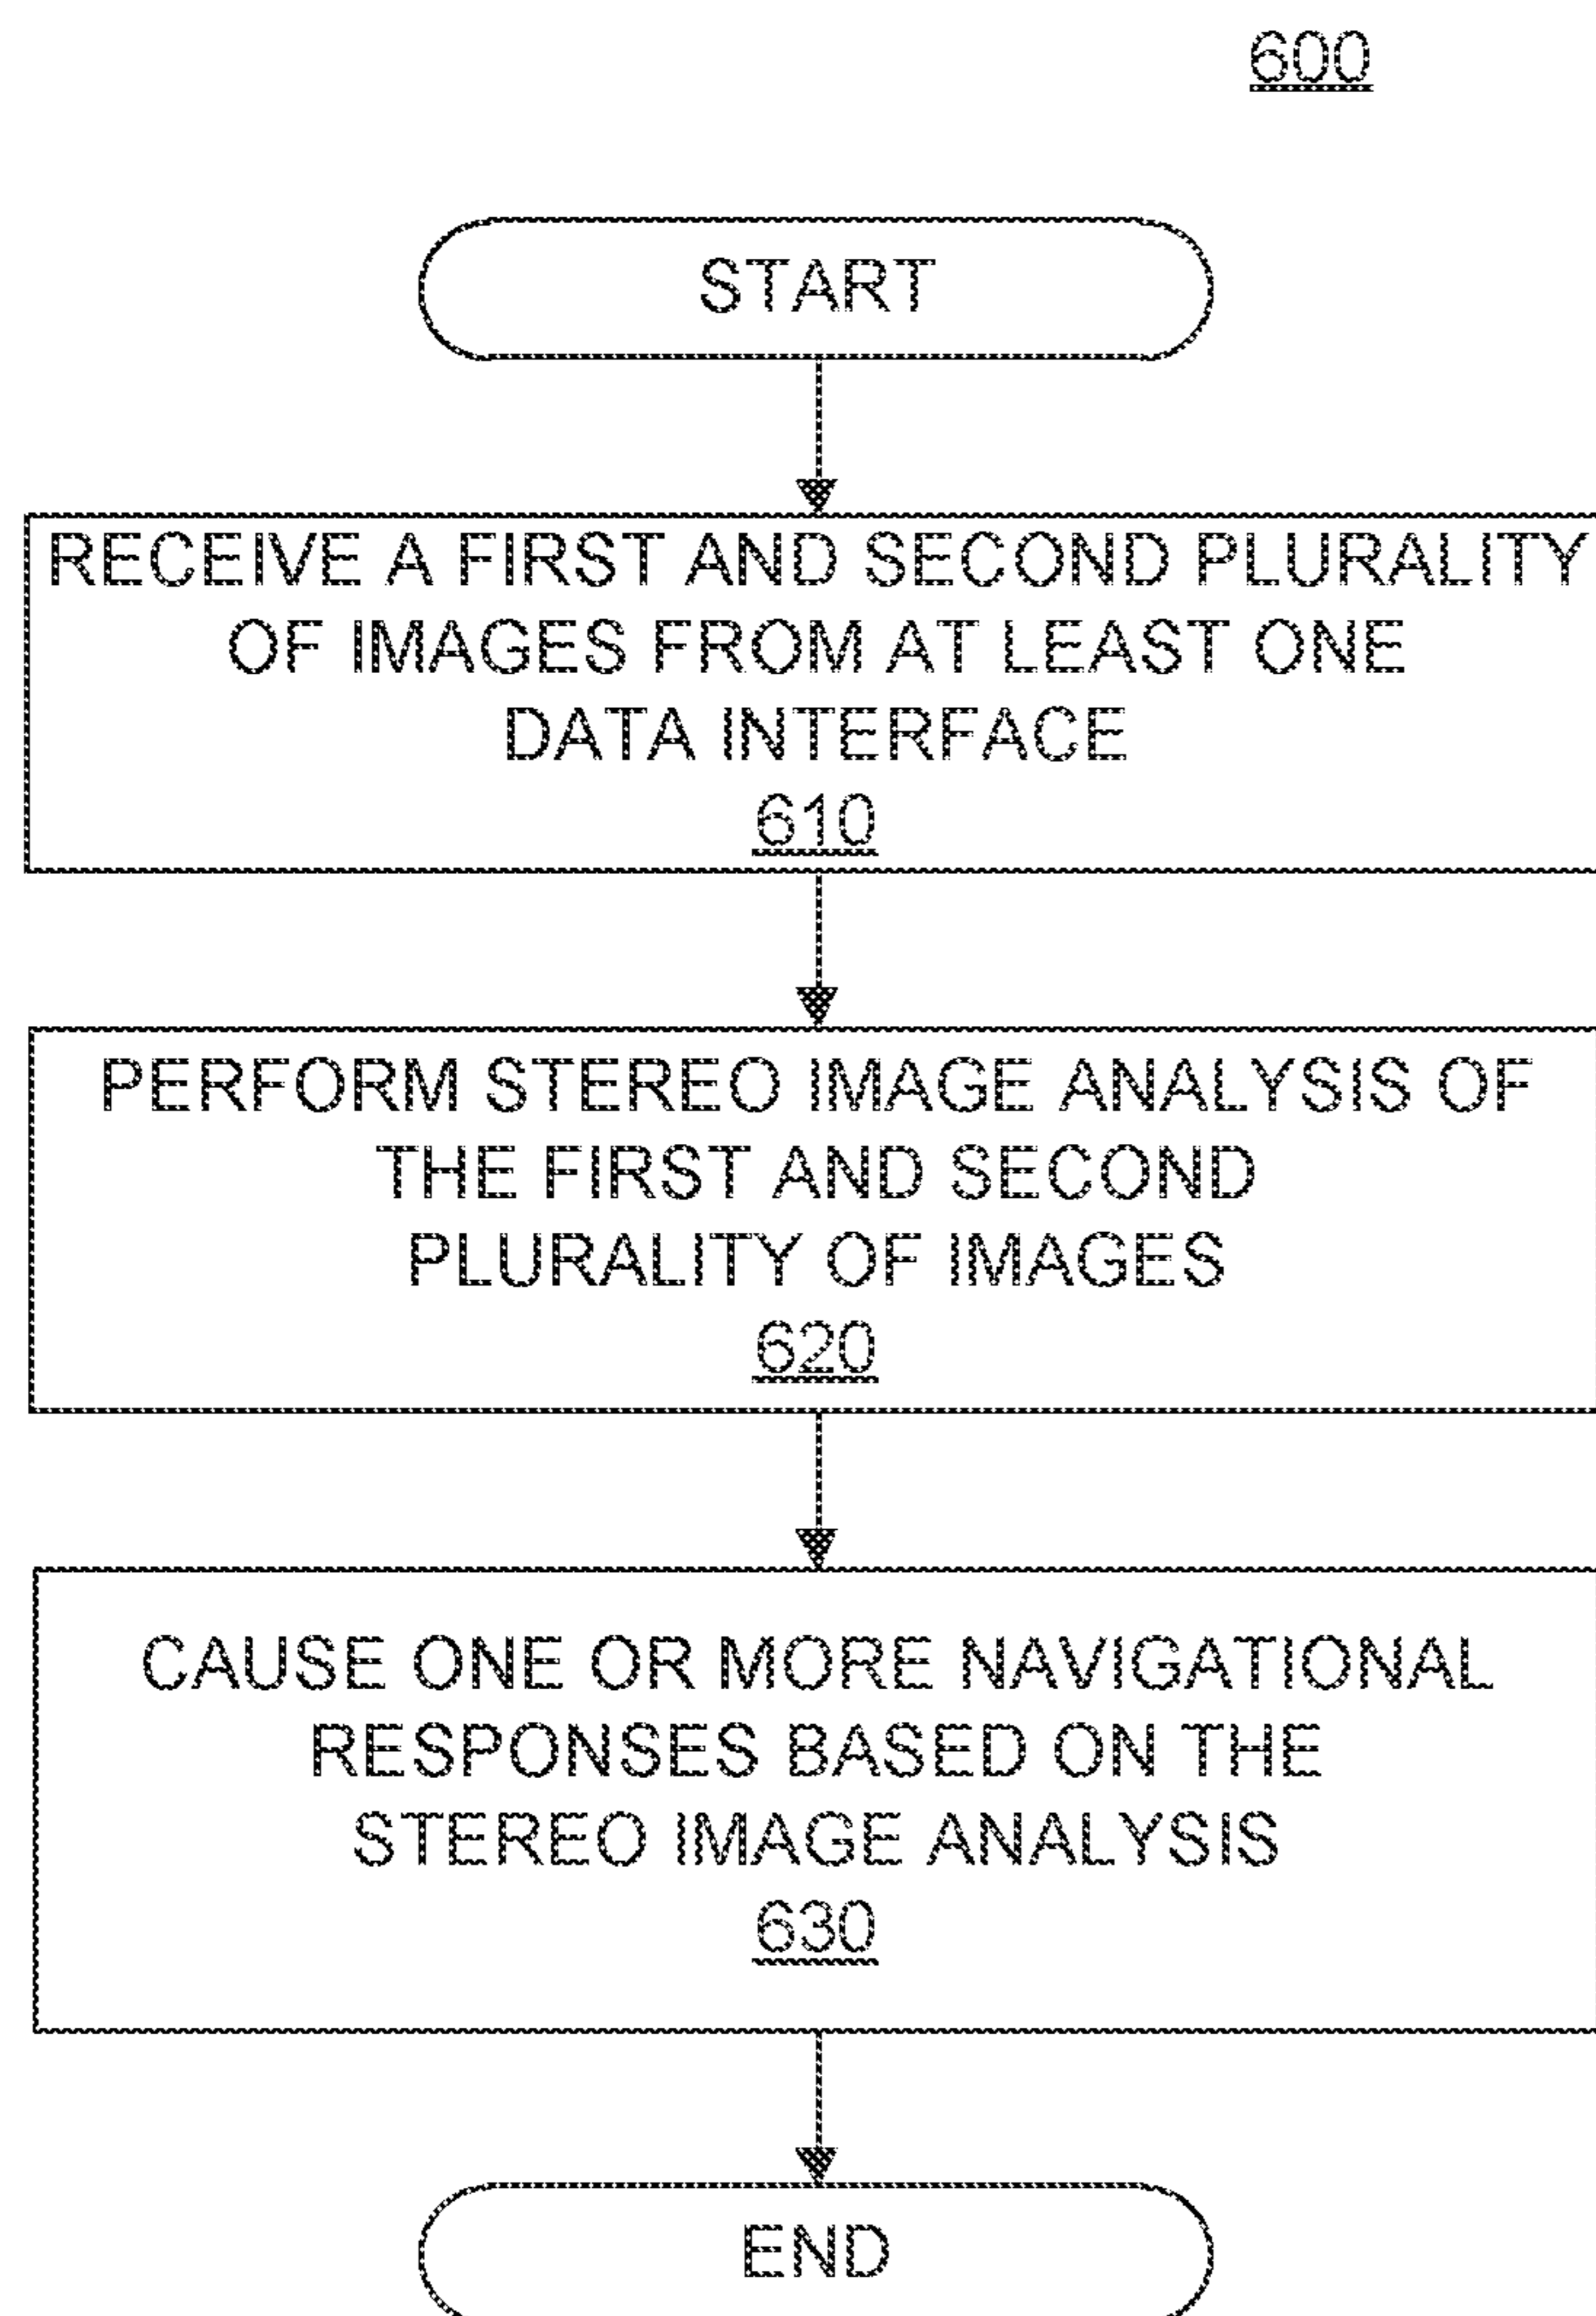 600
START
RECEIVE A FIRST AND SECOND PLURALITY
OF IMAGES FROM AT LEAST ONE
DATA INTERFACE
610
PERFORM STEREO IMAGE ANALYSIS OF
THE FIRST AND SECOND
PLURALITY OF IMAGES
620
CAUSE ONE OR MORE NAVIGATIONAL
RESPONSES BASED ON THE
STEREO IMAGE ANALYSIS
630
END